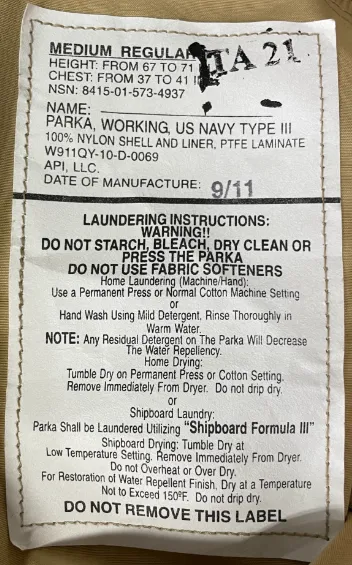 MEDIUM REGULAR
TA 21
HEIGHT: FROM 67 TO 71
CHEST: FROM 37 TO 41
NSN: 8415-01-573-4937
NAME:
PARKA, WORKING, US NAVY TYPE III
100% NYLON SHELL AND LINER, PTFE LAMINATE
W911QY-10-D-0069
API, LLC.
DATE OF MANUFACTURE: 9/11
LAUNDERING INSTRUCTIONS:
WARNING!!
DO NOT STARCH, BLEACH, DRY CLEAN OR
PRESS THE PARKA
DO NOT USE FABRIC SOFTENERS
Home Laundering (Machine/Hand):
Use a Permanent Press or Normal Cotton Machine Setting
or
Hand Wash Using Mild Detergent. Rinse Thoroughly in
Warm Water.
NOTE: Any Residual Detergent on The Parka Will Decrease
The Water Repellency.
Home Drying:
Tumble Dry on Permanent Press or Cotton Setting.
Remove Immediately From Dryer. Do not drip dry.
or
Shipboard Laundry:
Parka Shall be Laundered Utilizing "Shipboard Formula III"
Shipboard Drying: Tumble Dry at
Low Temperature Setting. Remove Immediately From Dryer.
Do not Overheat or Over Dry.
For Restoration of Water Repellent Finish, Dry at a Temperature
Not to Exceed 150ºF. Do not drip dry.
DO NOT REMOVE THIS LABEL